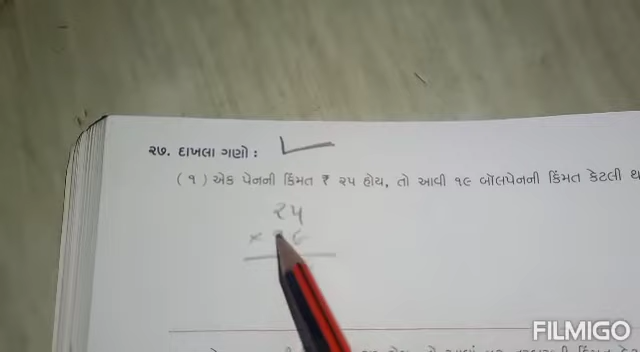 ૨૭. દાખલા ગણો :
(૧) એક પેનની કિંમત ₹ ૨૫ હોય, તો આવી ૧૯ બૉલપેનની કિંમત કેટલી
૨૫
×
FILMIGO